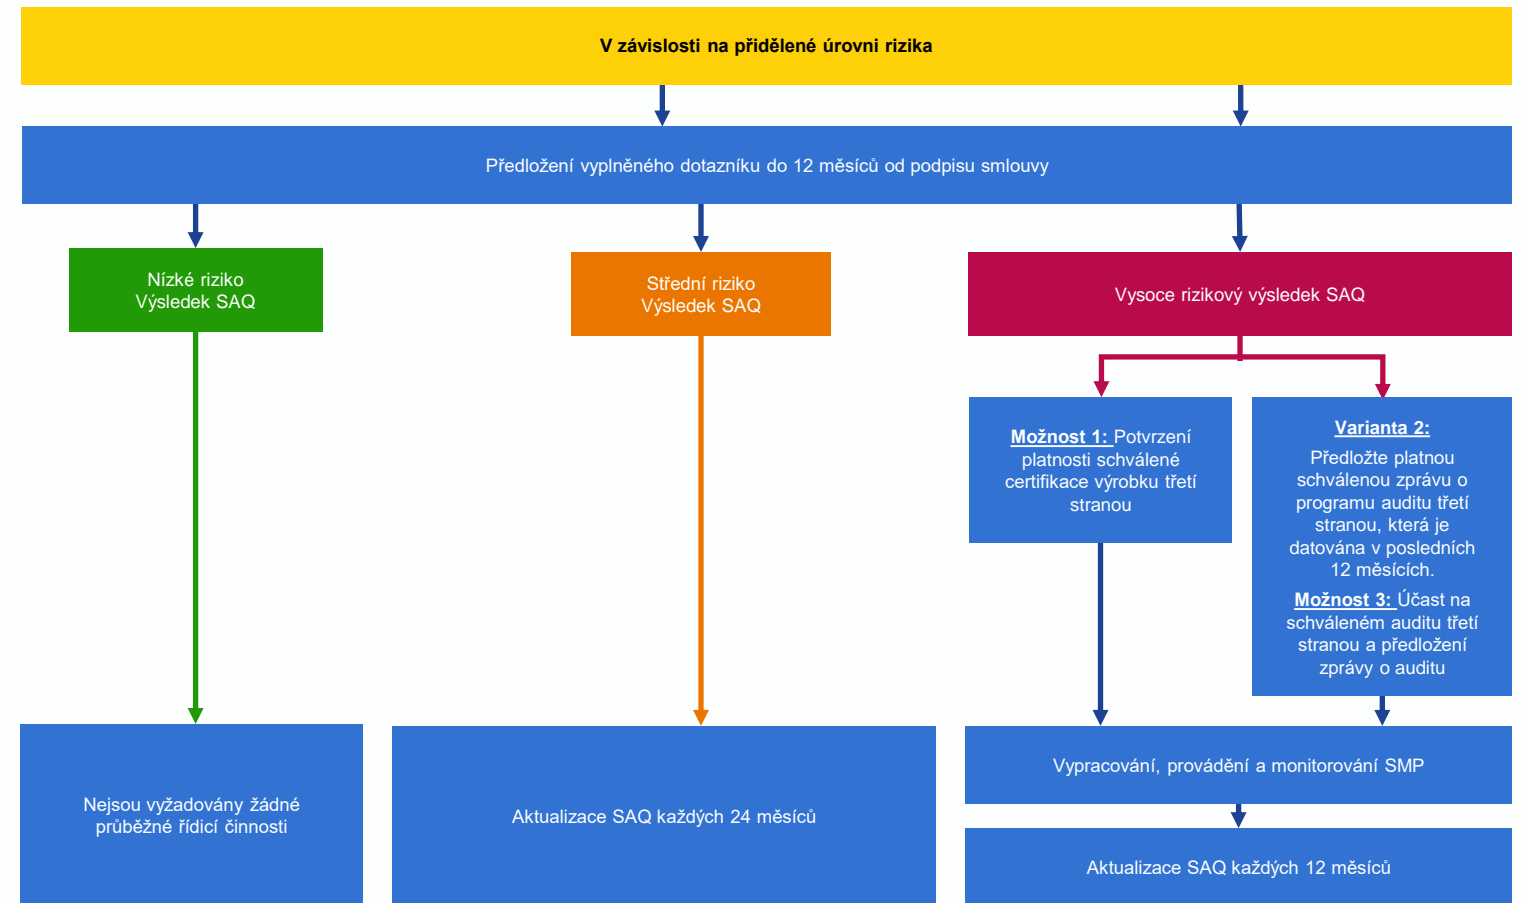 V závislosti na přidělené úrovni rizika
Předložení vyplněného dotazníku do 12 měsíců od podpisu smlouvy
Nízké riziko
Výsledek SAQ
Střední riziko
Výsledek SAQ
Vysoce rizikový výsledek SAQ
Možnost 1: Potvrzení
platnosti schválené
certifikace výrobku třetí
stranou
Varianta 2:
Předložte platnou
schválenou zprávu o
programu auditu třetí
stranou, která je
datována v posledních
12 měsících.
Možnost 3: Účast na
schváleném auditu třetí
stranou a předložení
zprávy o auditu
Nejsou vyžadovány žádné
průběžné řídicí činnosti
Aktualizace SAQ každých 24 měsíců
Vypracování, provádění a monitorování SMP
Aktualizace SAQ každých 12 měsíců